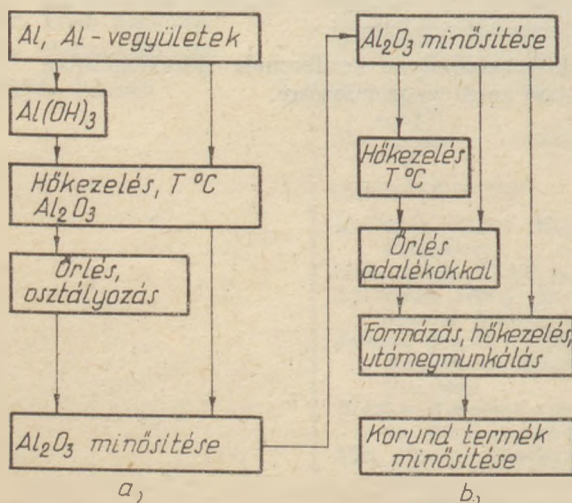 Al, Al-vegyületek
Al(OH)₃
Hőkezelés, T °C
Al₂O₃
Őrlés,
osztályozás
Al₂O₃ minősítése
a,)
Al₂O₃ minősítése
Hőkezelés
T °C
Őrlés
adalékokkal
Formázás, hőkezelés,
utómegmunkálás
Korund termék
minősítése
b,)